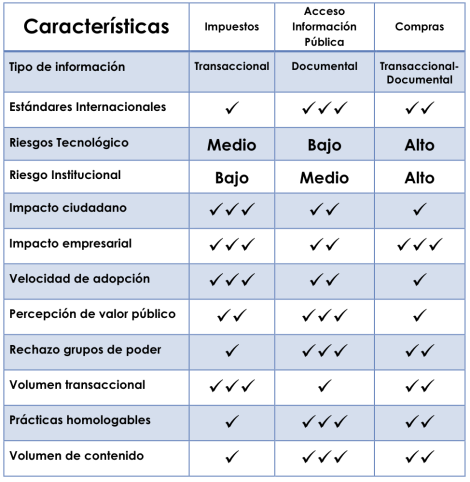 Características Impuestos Acceso Información Pública Compras
Tipo de información Transaccional Documental Transaccional-Documental
Estándares Internacionales ✓ ✓✓✓ ✓✓
Riesgos Tecnológico Medio Bajo Alto
Riesgo Institucional Bajo Medio Alto
Impacto ciudadano ✓✓✓ ✓✓ ✓
Impacto empresarial ✓✓✓ ✓✓ ✓✓✓
Velocidad de adopción ✓✓✓ ✓✓ ✓
Percepción de valor público ✓✓ ✓✓✓ ✓
Rechazo grupos de poder ✓ ✓✓✓ ✓✓
Volumen transaccional ✓✓✓ ✓ ✓✓
Prácticas homologables ✓ ✓✓✓ ✓✓
Volumen de contenido ✓ ✓✓✓ ✓✓